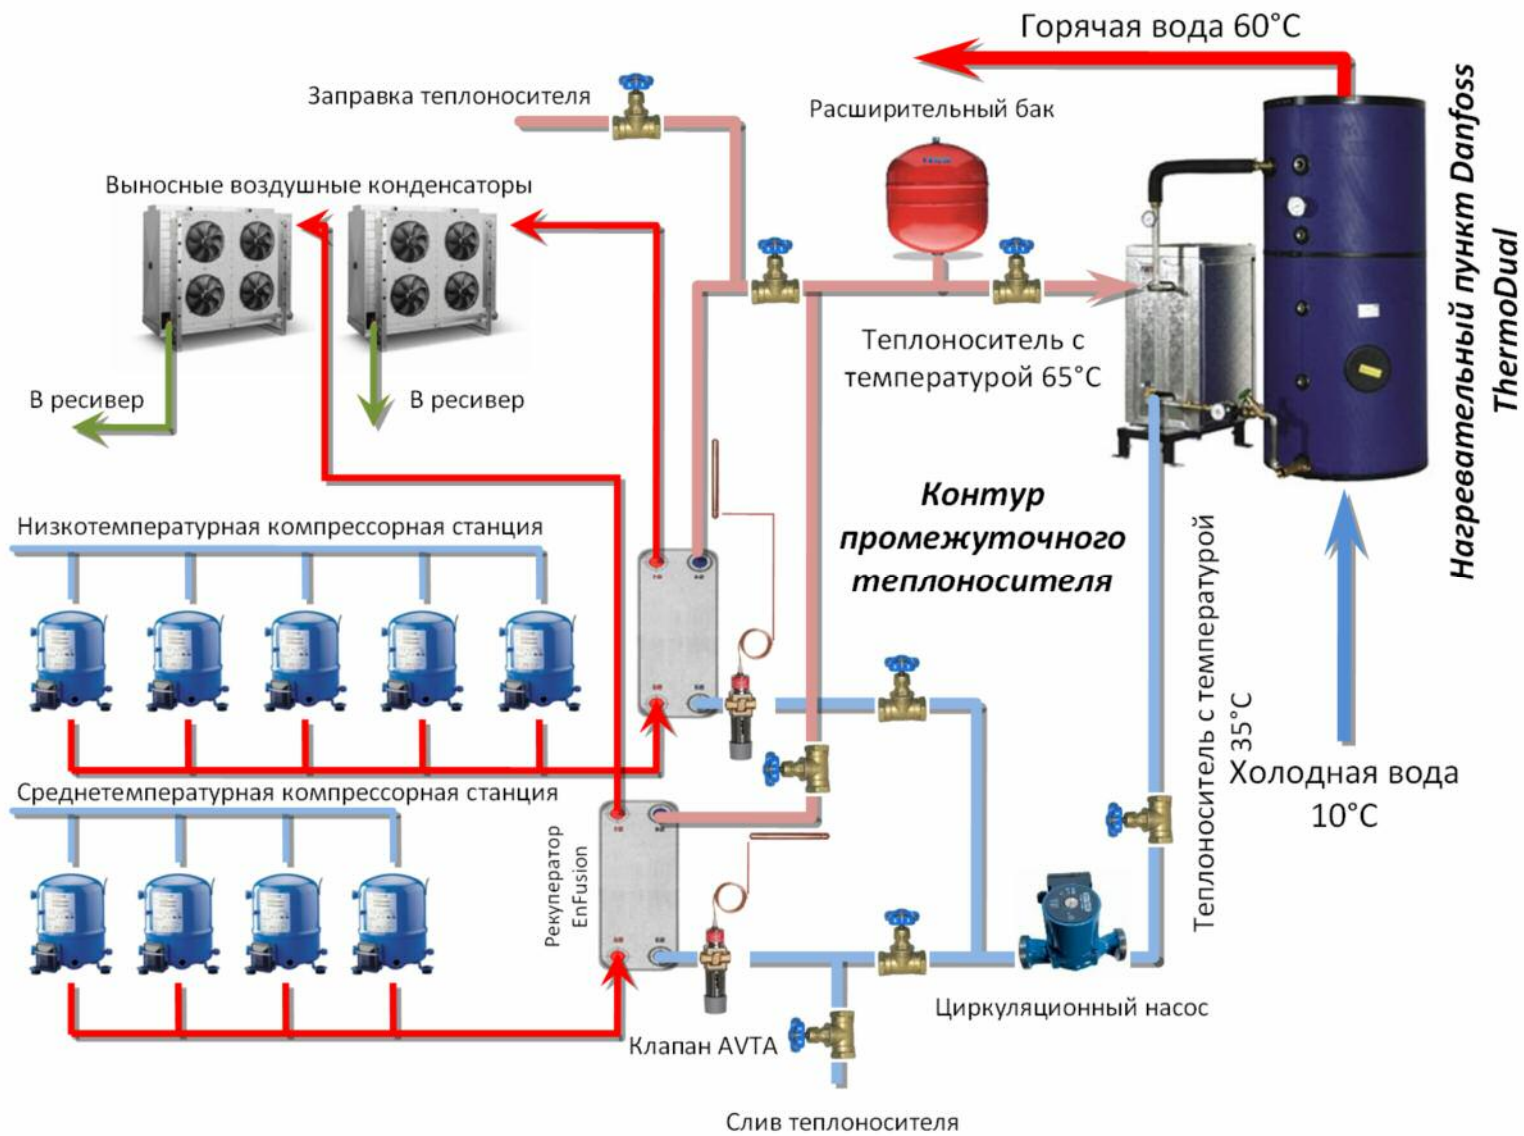 Горячая вода 60°C
Заправка теплоносителя
Расширительный бак
Выносные воздушные конденсаторы
Нагревательный пункт Danfoss
ThermoDual
Теплоноситель с
температурой 65°C
В ресивер
В ресивер
Контур
промежуточного
теплоносителя
Низкотемпературная компрессорная станция
Теплоноситель с температурой
35°C
Холодная вода
10°C
Среднетемпературная компрессорная станция
Рекуператор
EnFusion
Циркуляционный насос
Клапан AVTA
Слив теплоносителя